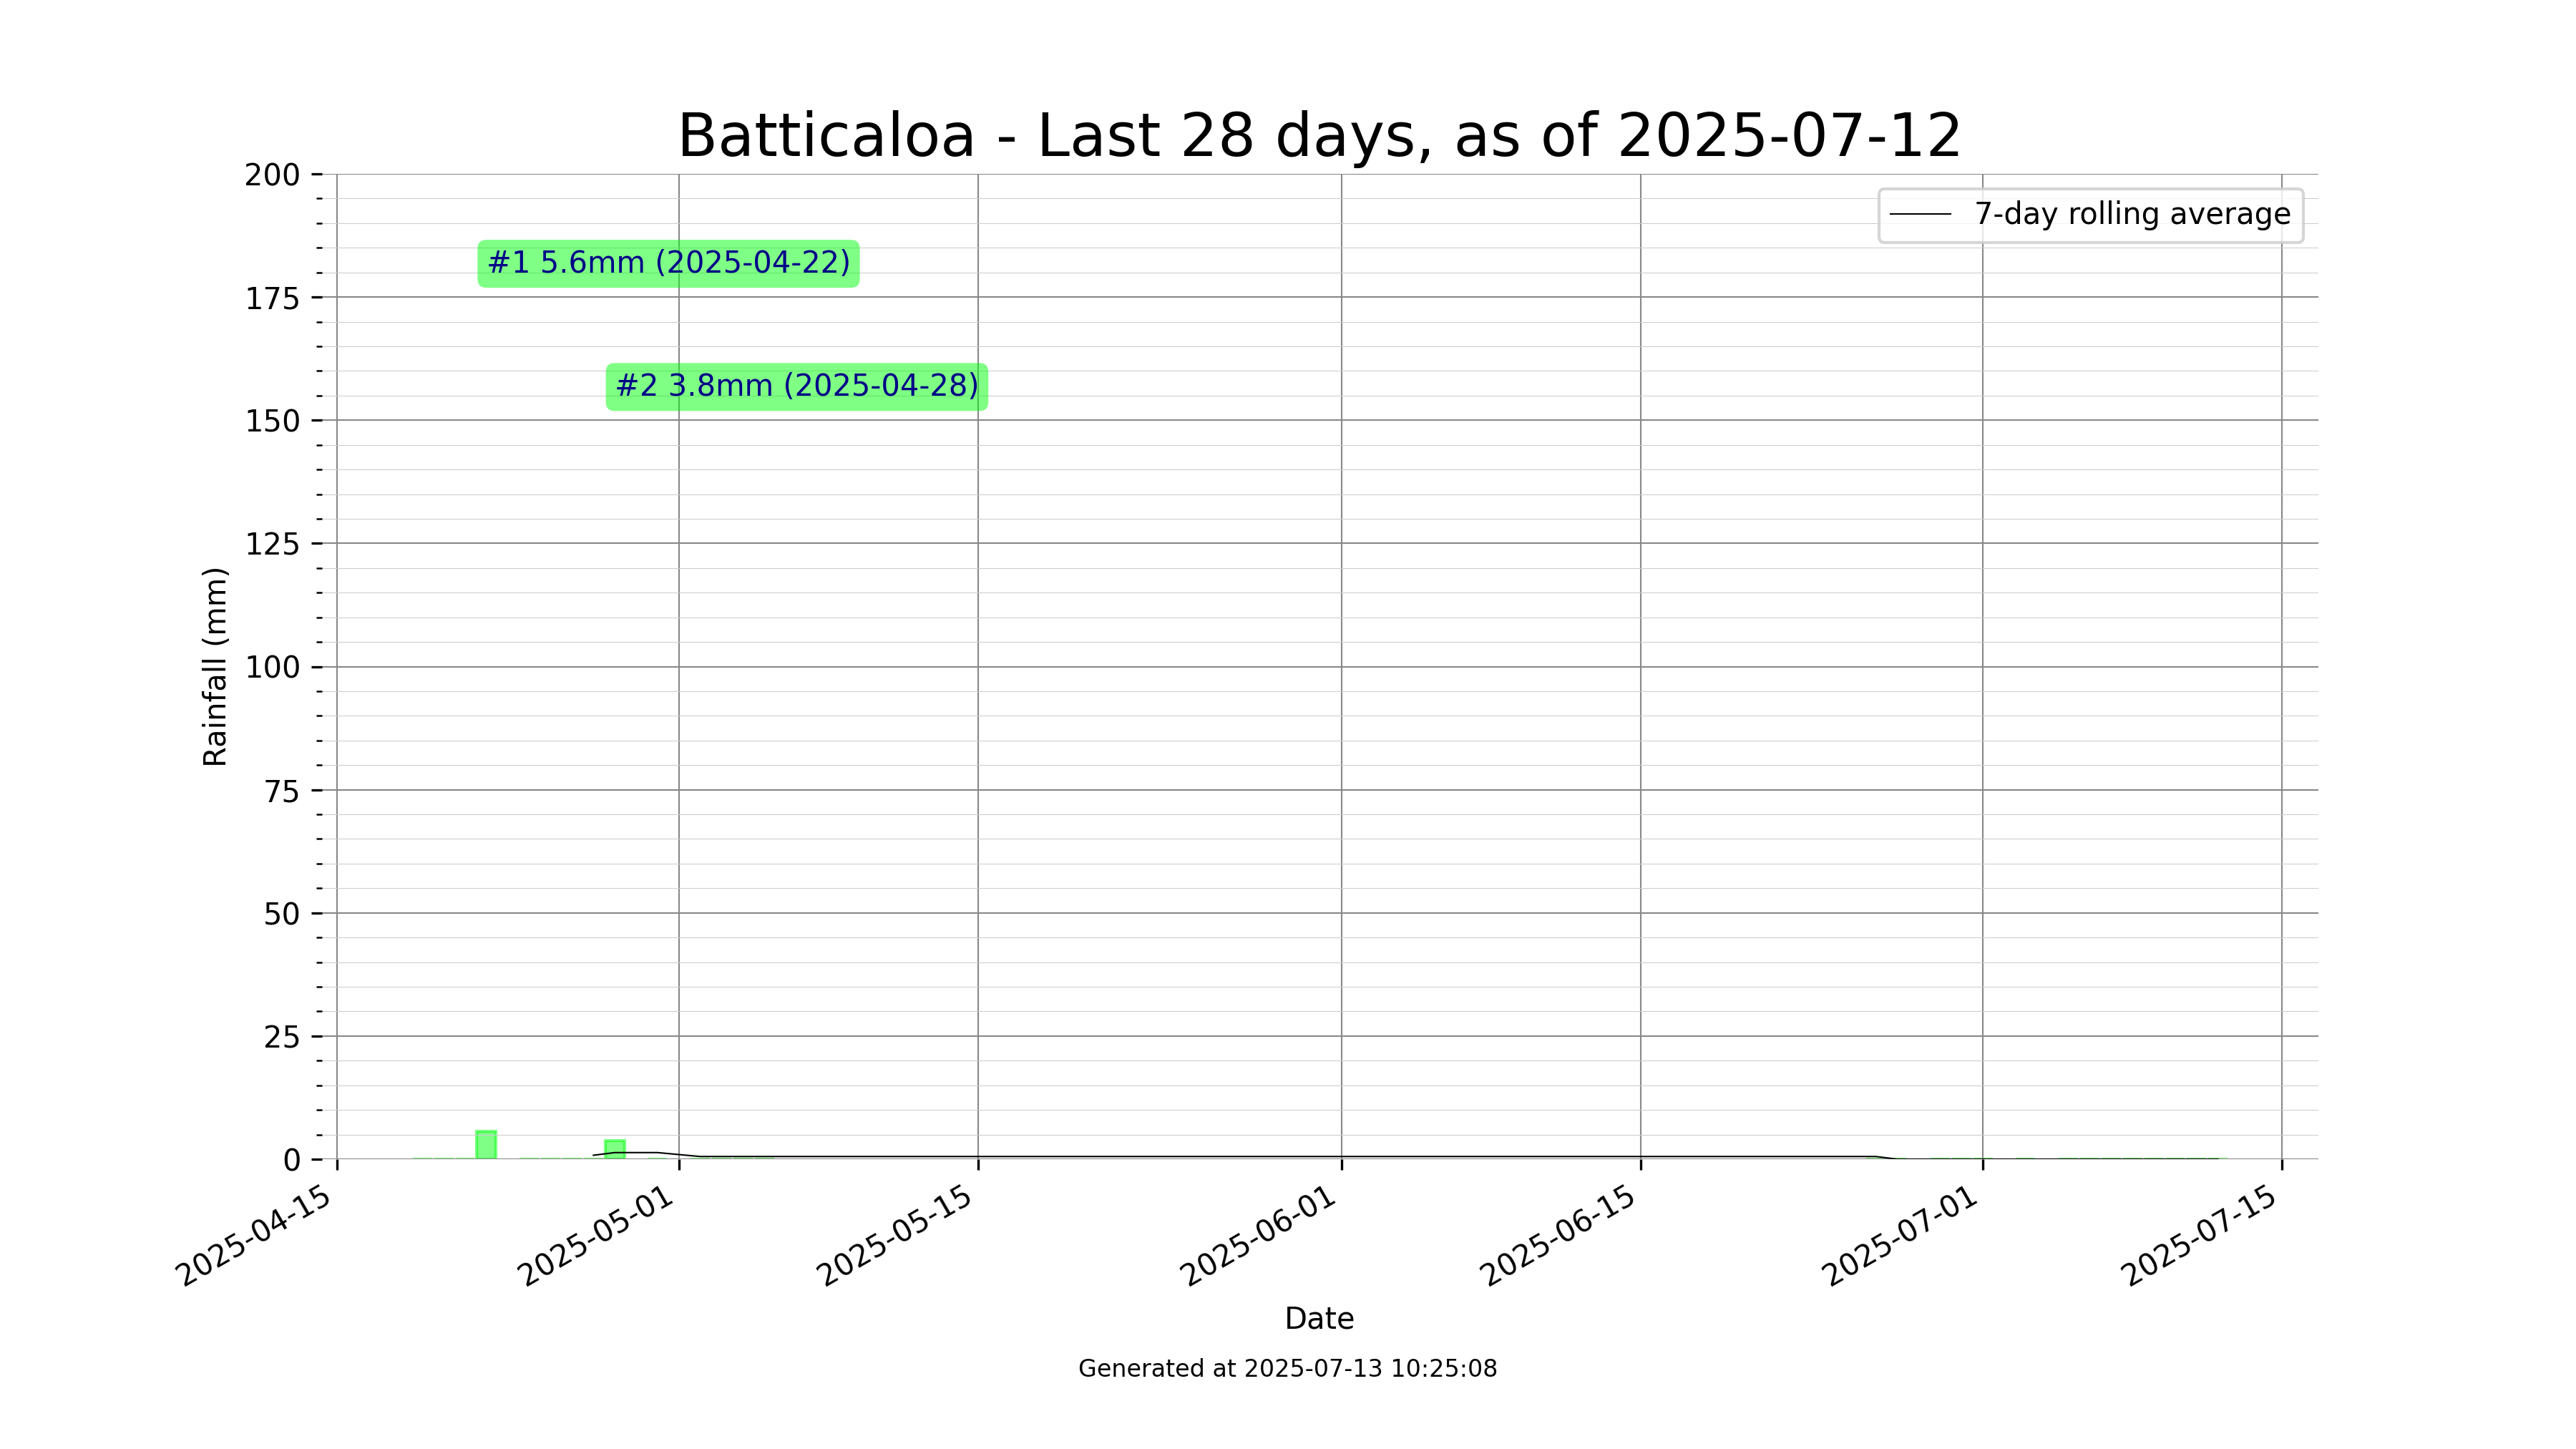 Batticaloa - Last 28 days, as of 2025-07-12
200
175
150
125
100
75
50
25
0
Rainfall (mm)
7-day rolling average
#1 5.6mm (2025-04-22)
#2 3.8mm (2025-04-28)
2025-04-15
2025-05-01
2025-05-15
2025-06-01
2025-06-15
2025-07-01
2025-07-15
Date
Generated at 2025-07-13 10:25:08